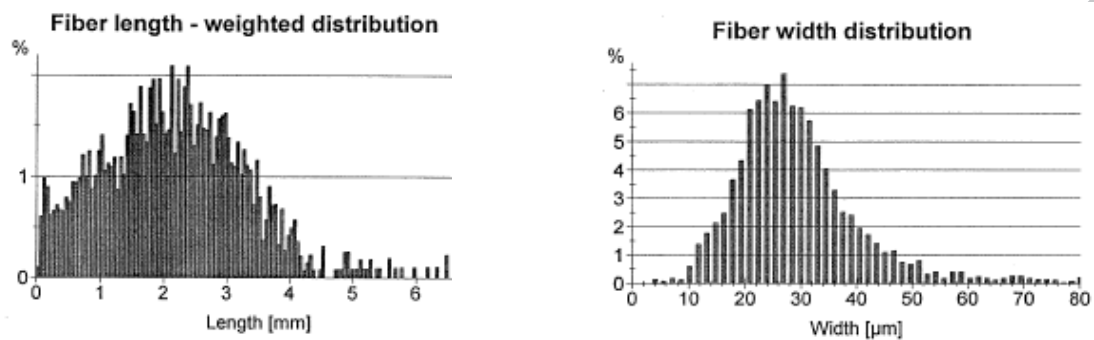 Fiber length - weighted distribution
%
1
0
0 1 2 3 4 5 6
Length [mm]
Fiber width distribution
%
6
5
4
3
2
1
0
0 10 20 30 40 50 60 70 80
Width [µm]